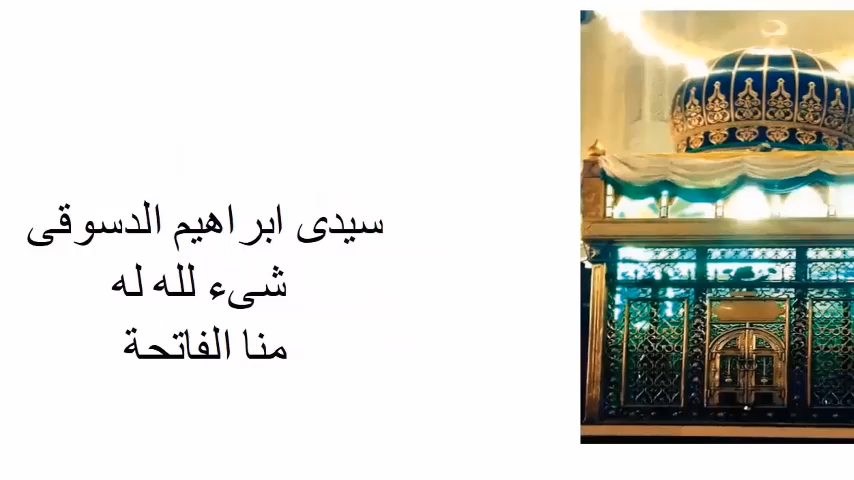 سيدى ابراهيم الدسوقى
شىء لله له
منا الفاتحة